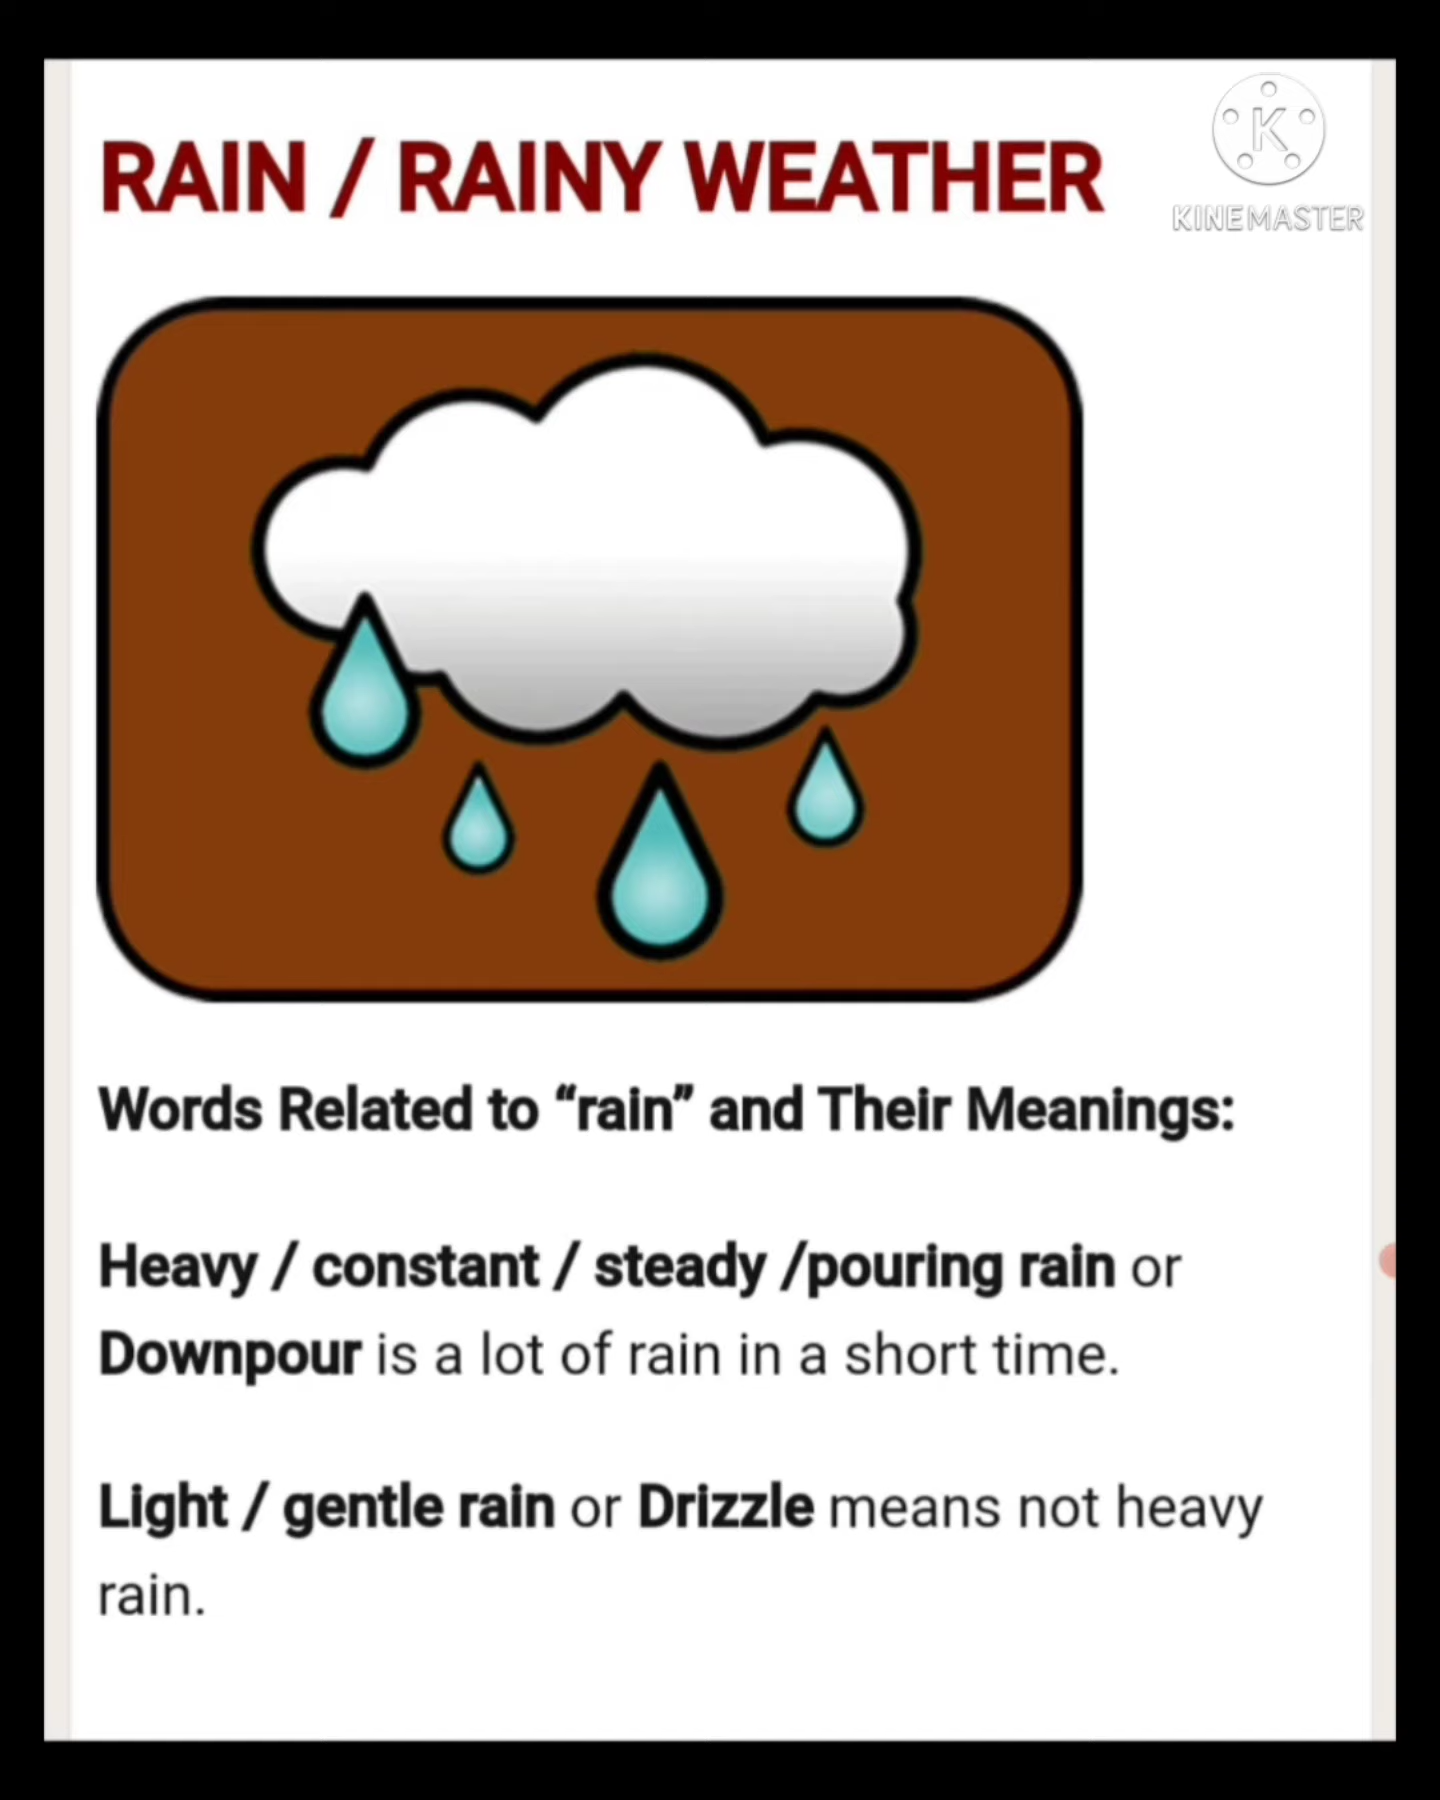 RAIN / RAINY WEATHER
K
KINEMASTER
Words Related to “rain” and Their Meanings:
Heavy / constant / steady /pouring rain or
Downpour is a lot of rain in a short time.
Light / gentle rain or Drizzle means not heavy
rain.